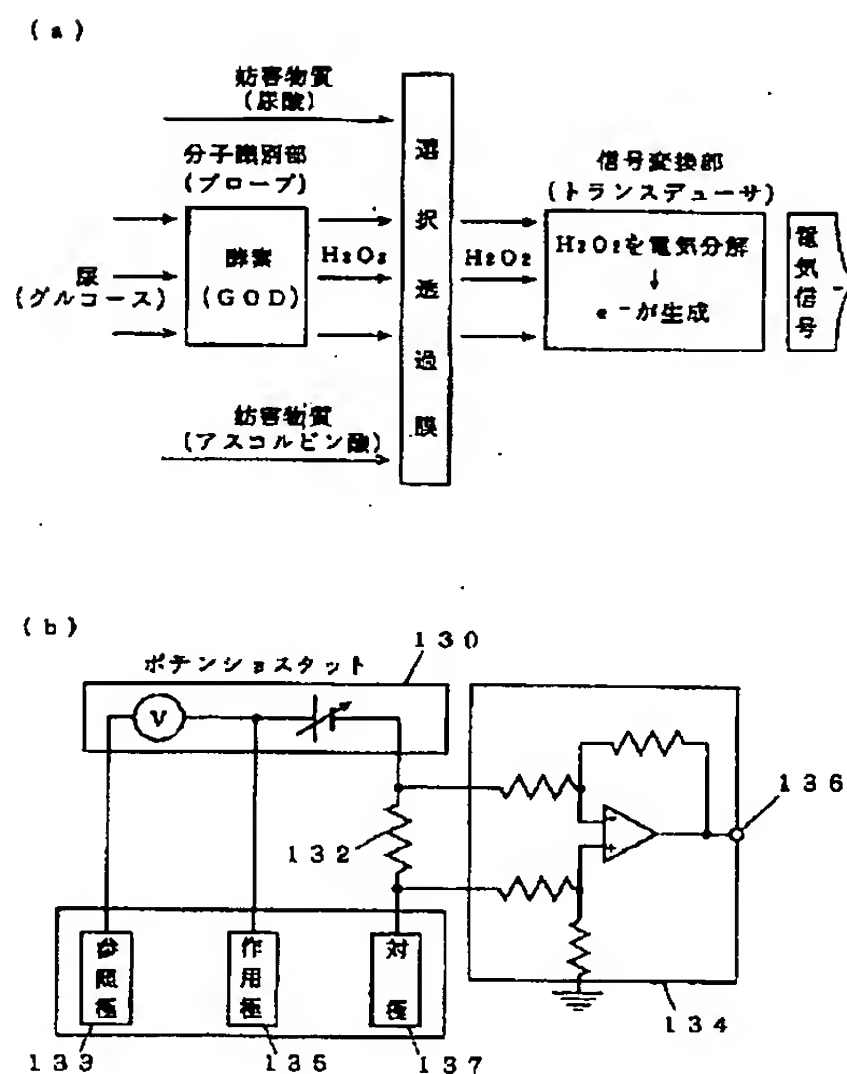 (a)
妨害物質
(尿酸)
分子識別部
(プローブ)
尿
(グルコース)
酵素
(GOD)
H₂O₂
妨害物質
(アスコルビン酸)
選択透過膜
H₂O₂
信号変換部
(トランスデューサ)
H₂O₂を電気分解
↓
e⁻が生成
電気信号
(b)
130
ポテンショスタット
V
132
136
-
+
参照極
作用極
対極
134
133
135
137